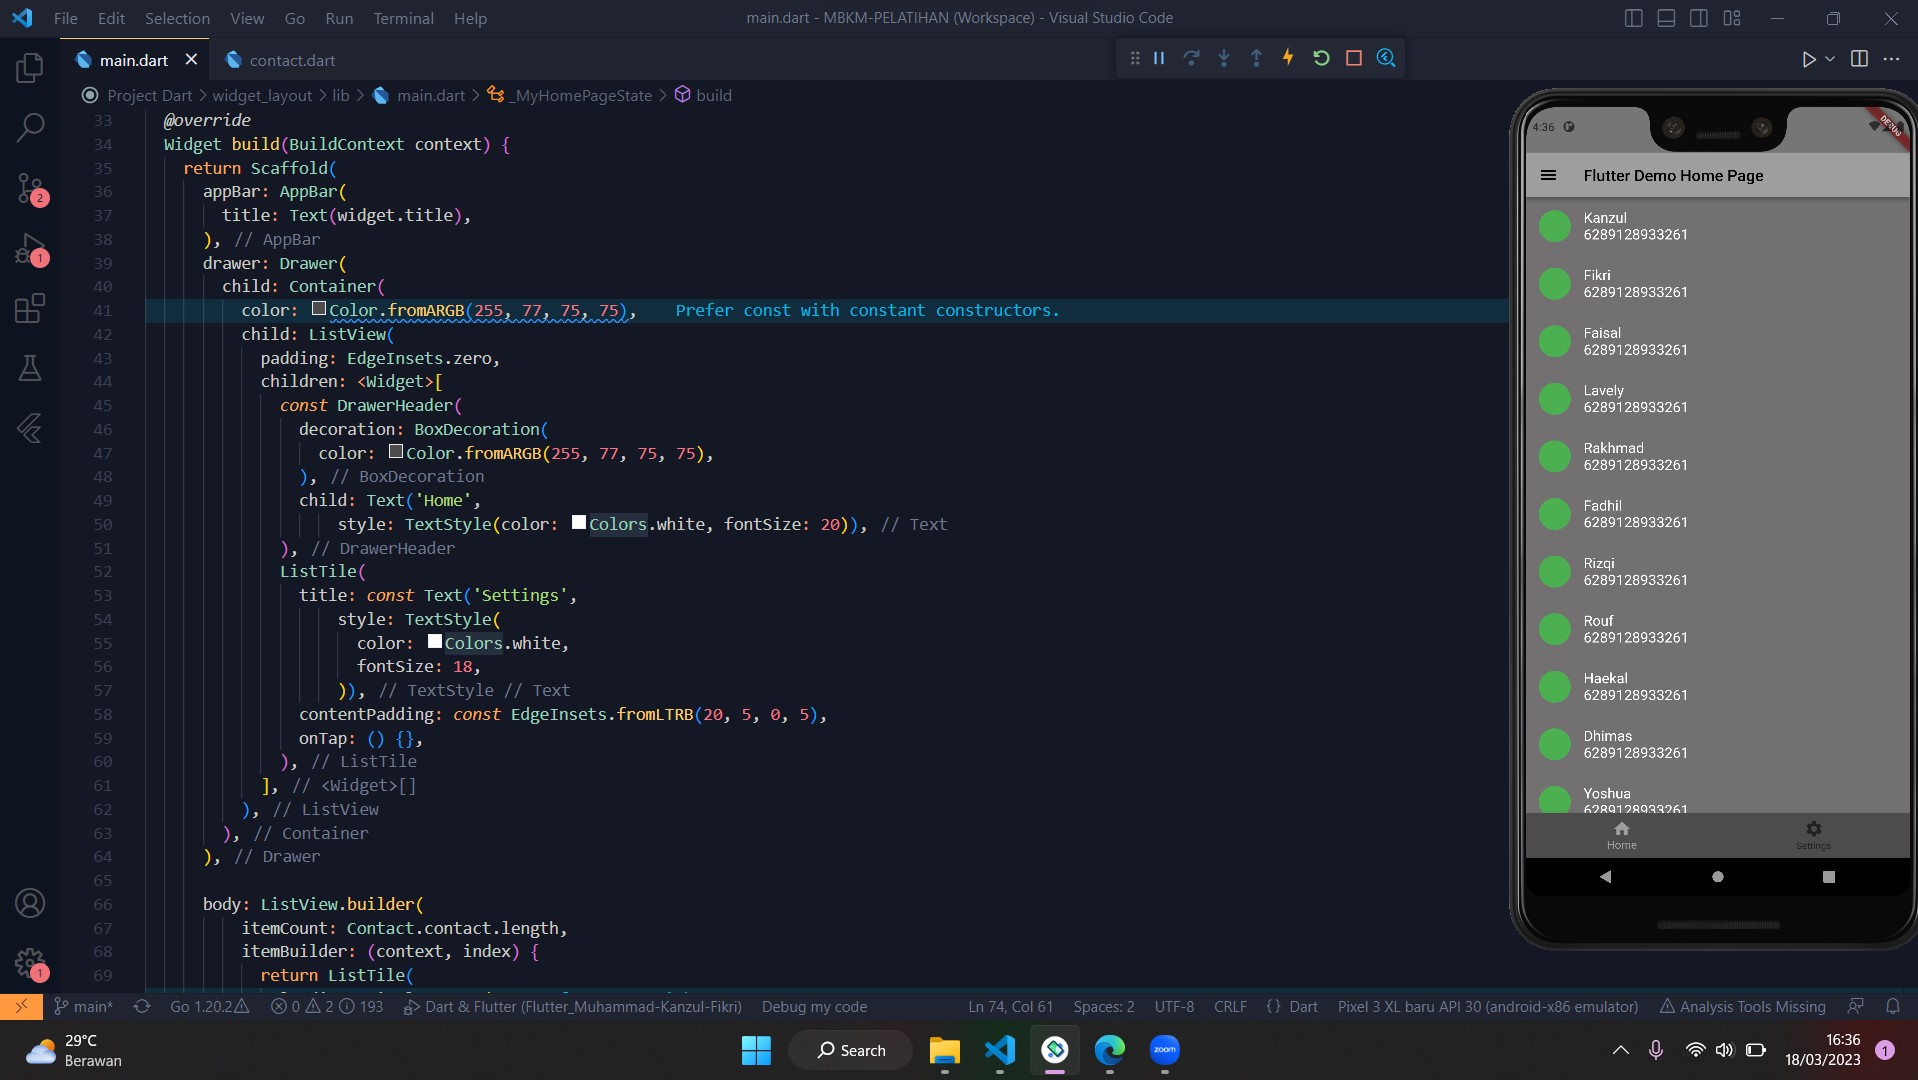 File Edit Selection View Go Run Terminal Help
main.dart - MBKM-PELATIHAN (Workspace) - Visual Studio Code
main.dart
contact.dart
Project Dart > widget_layout > lib > main.dart > _MyHomePageState > build
33 @override
34 Widget build(BuildContext context) {
35 return Scaffold(
36 appBar: AppBar(
37 title: Text(widget.title),
38 ), // AppBar
39 drawer: Drawer(
40 child: Container(
41 color: Color.fromARGB(255, 77, 75, 75), Prefer const with constant constructors.
42 child: ListView(
43 padding: EdgeInsets.zero,
44 children: <Widget>[
45 const DrawerHeader(
46 decoration: BoxDecoration(
47 color: Color.fromARGB(255, 77, 75, 75),
48 ), // BoxDecoration
49 child: Text('Home',
50 style: TextStyle(color: Colors.white, fontSize: 20)), // Text
51 ), // DrawerHeader
52 ListTile(
53 title: const Text('Settings',
54 style: TextStyle(
55 color: Colors.white,
56 fontSize: 18,
57 )), // TextStyle // Text
58 contentPadding: const EdgeInsets.fromLTRB(20, 5, 0, 5),
59 onTap: () {},
60 ), // ListTile
61 ], // <Widget>[]
62 ), // ListView
63 ), // Container
64 ), // Drawer
65
66 body: ListView.builder(
67 itemCount: Contact.contact.length,
68 itemBuilder: (context, index) {
69 return ListTile(
2
1
1
4:36
DEBUG
Flutter Demo Home Page
Kanzul
6289128933261
Fikri
6289128933261
Faisal
6289128933261
Lavely
6289128933261
Rakhmad
6289128933261
Fadhil
6289128933261
Rizqi
6289128933261
Rouf
6289128933261
Haekal
6289128933261
Dhimas
6289128933261
Yoshua
6289128933261
Home
Settings
main* Go 1.20.2 0 2 193 Dart & Flutter (Flutter_Muhammad-Kanzul-Fikri) Debug my code Ln 74, Col 61 Spaces: 2 UTF-8 CRLF {} Dart Pixel 3 XL baru API 30 (android-x86 emulator) Analysis Tools Missing
29°C
Berawan
Search
zoom
16:36
18/03/2023
1